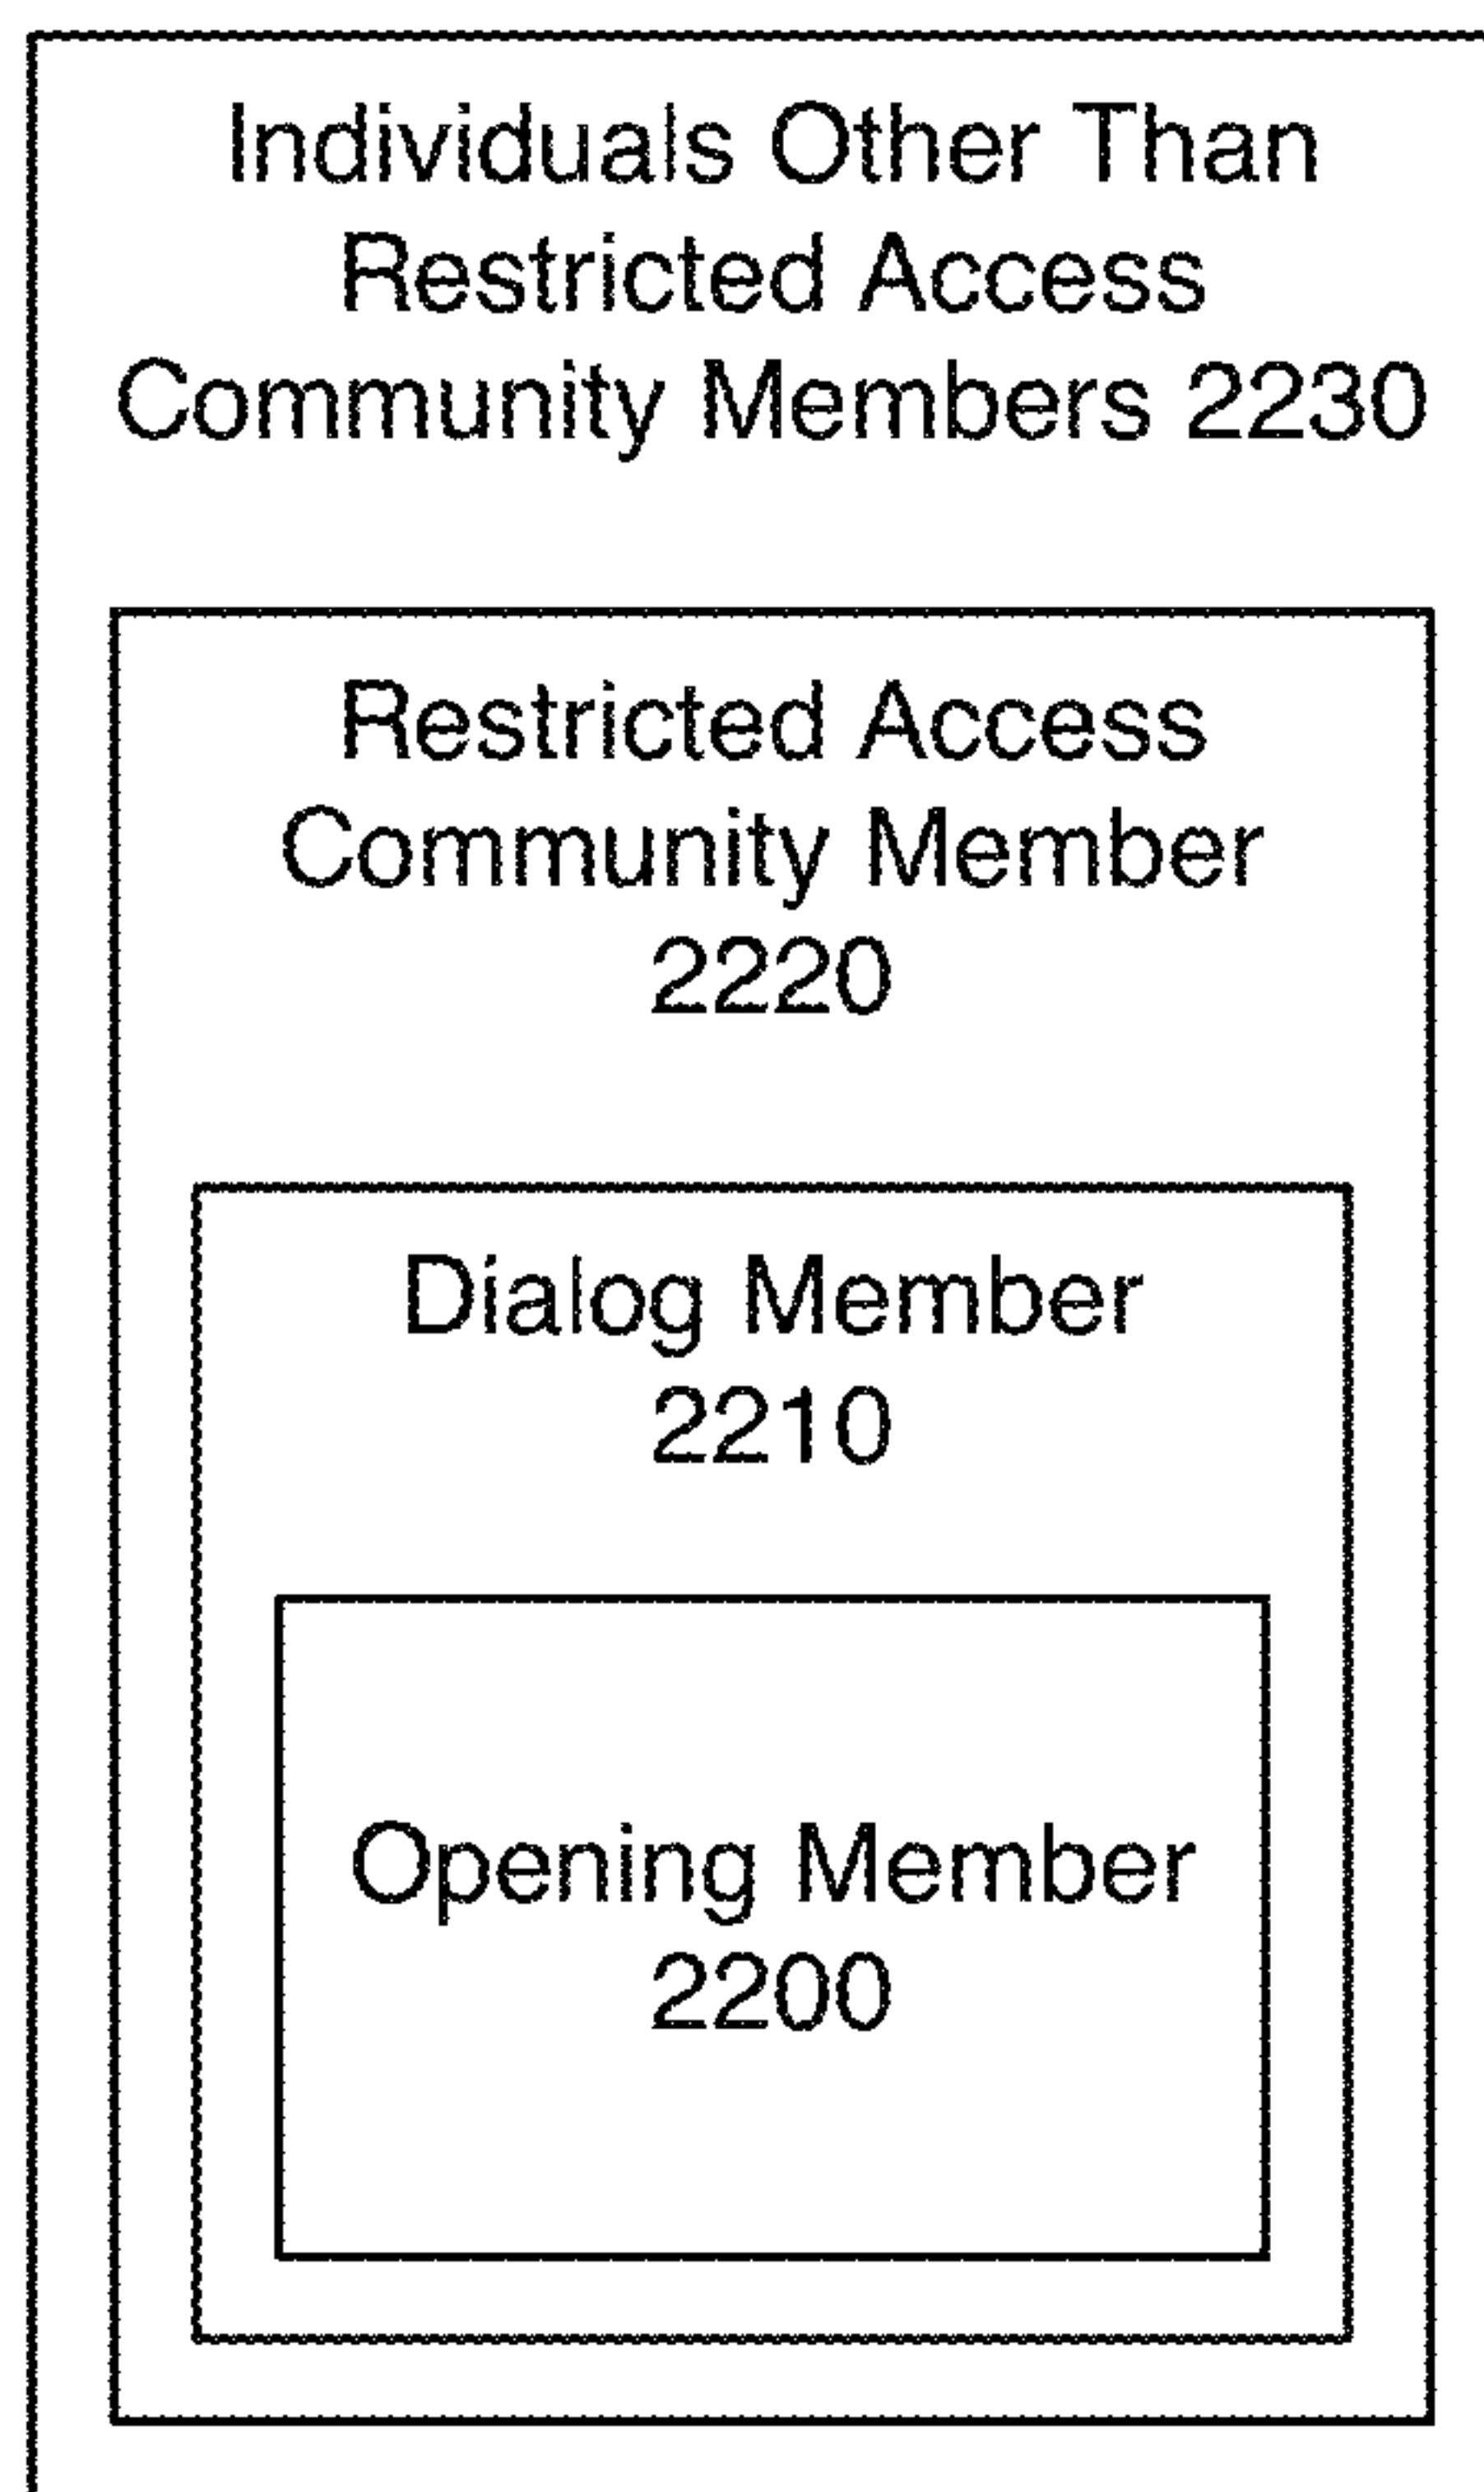 Individuals Other Than
Restricted Access
Community Members 2230
Restricted Access
Community Member
2220
Dialog Member
2210
Opening Member
2200